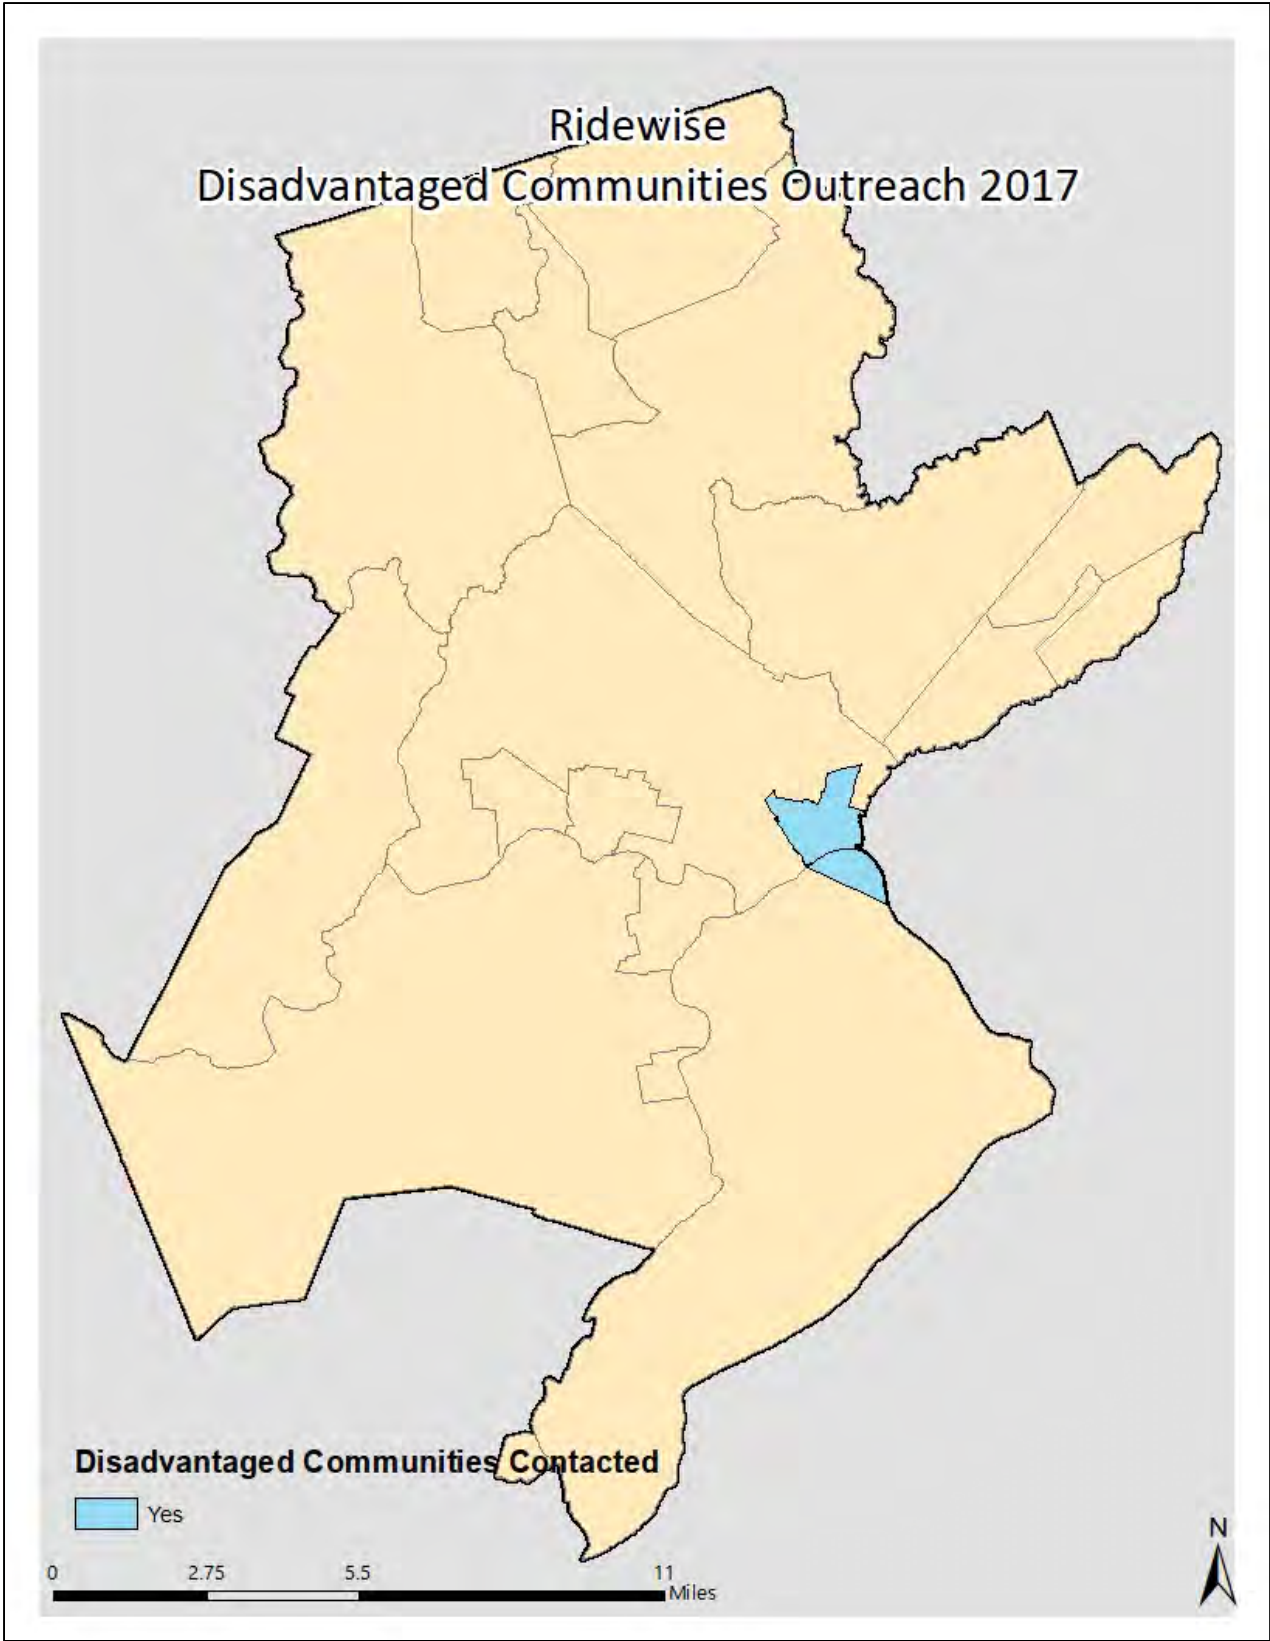 Ridewise
Disadvantaged Communities Outreach 2017
Disadvantaged Communities Contacted
Yes
0 2.75 5.5 11
Miles
N